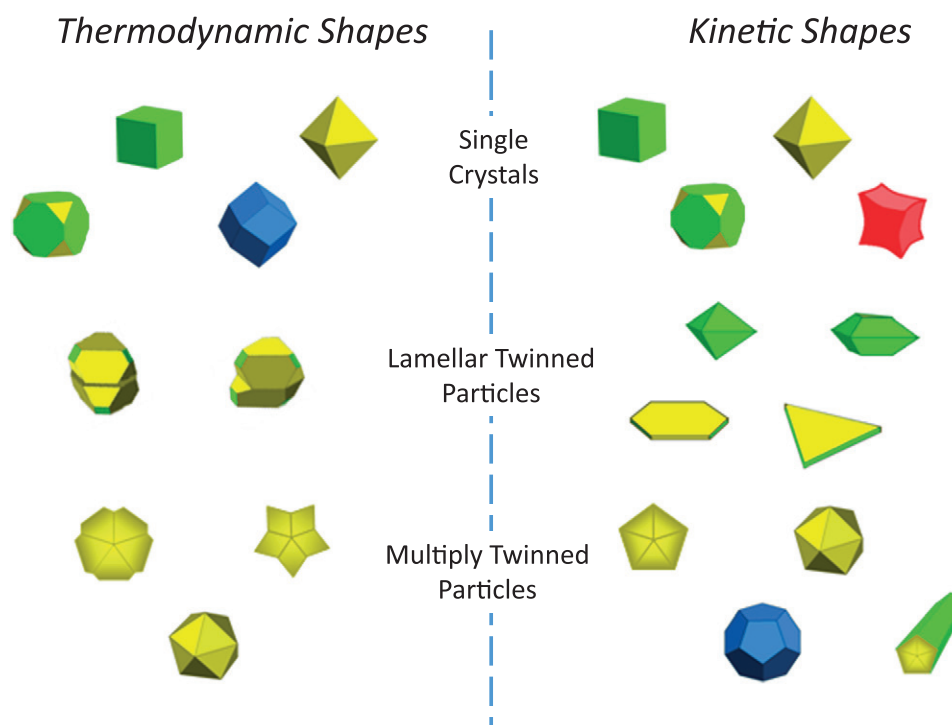 Thermodynamic Shapes
Kinetic Shapes
Single
Crystals
Lamellar Twinned
Particles
Multiply Twinned
Particles